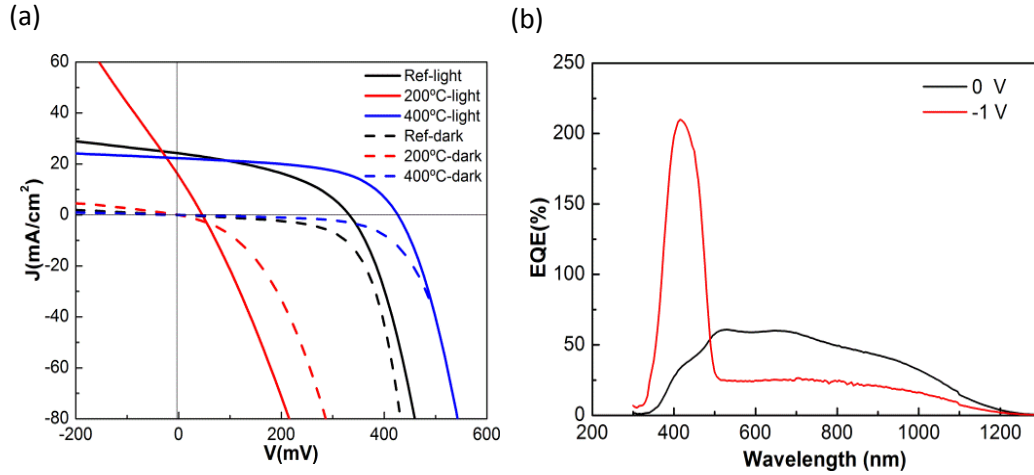 (a)
60
40
20
0
-20
-40
-60
-80
-200
0
200
400
600
J(mA/cm²)
V(mV)
Ref-light
200ºC-light
400ºC-light
Ref-dark
200ºC-dark
400ºC-dark
(b)
250
200
150
100
50
0
200
400
600
800
1000
1200
EQE(%)
Wavelength (nm)
0 V
-1 V